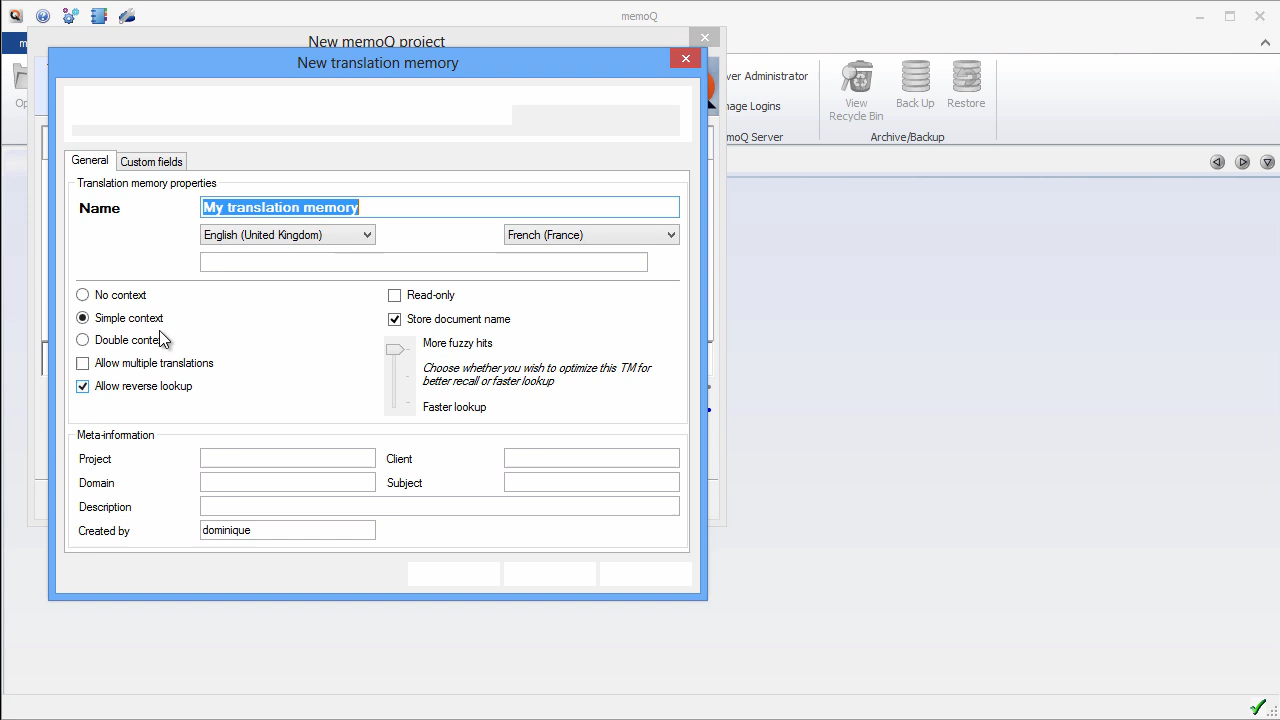 memoQ
New memoQ project
New translation memory
ver Administrator
View
Recycle Bin
Back Up
Restore
nage Logins
moQ Server
Archive/Backup
General
Custom fields
Translation memory properties
Name
My translation memory
English (United Kingdom)
French (France)
No context
Read-only
Simple context
Store document name
Double conte
More fuzzy hits
Allow multiple translations
Choose whether you wish to optimize this TM for
better recall or faster lookup
Allow reverse lookup
Faster lookup
Meta-information
Project
Client
Domain
Subject
Description
Created by
dominique